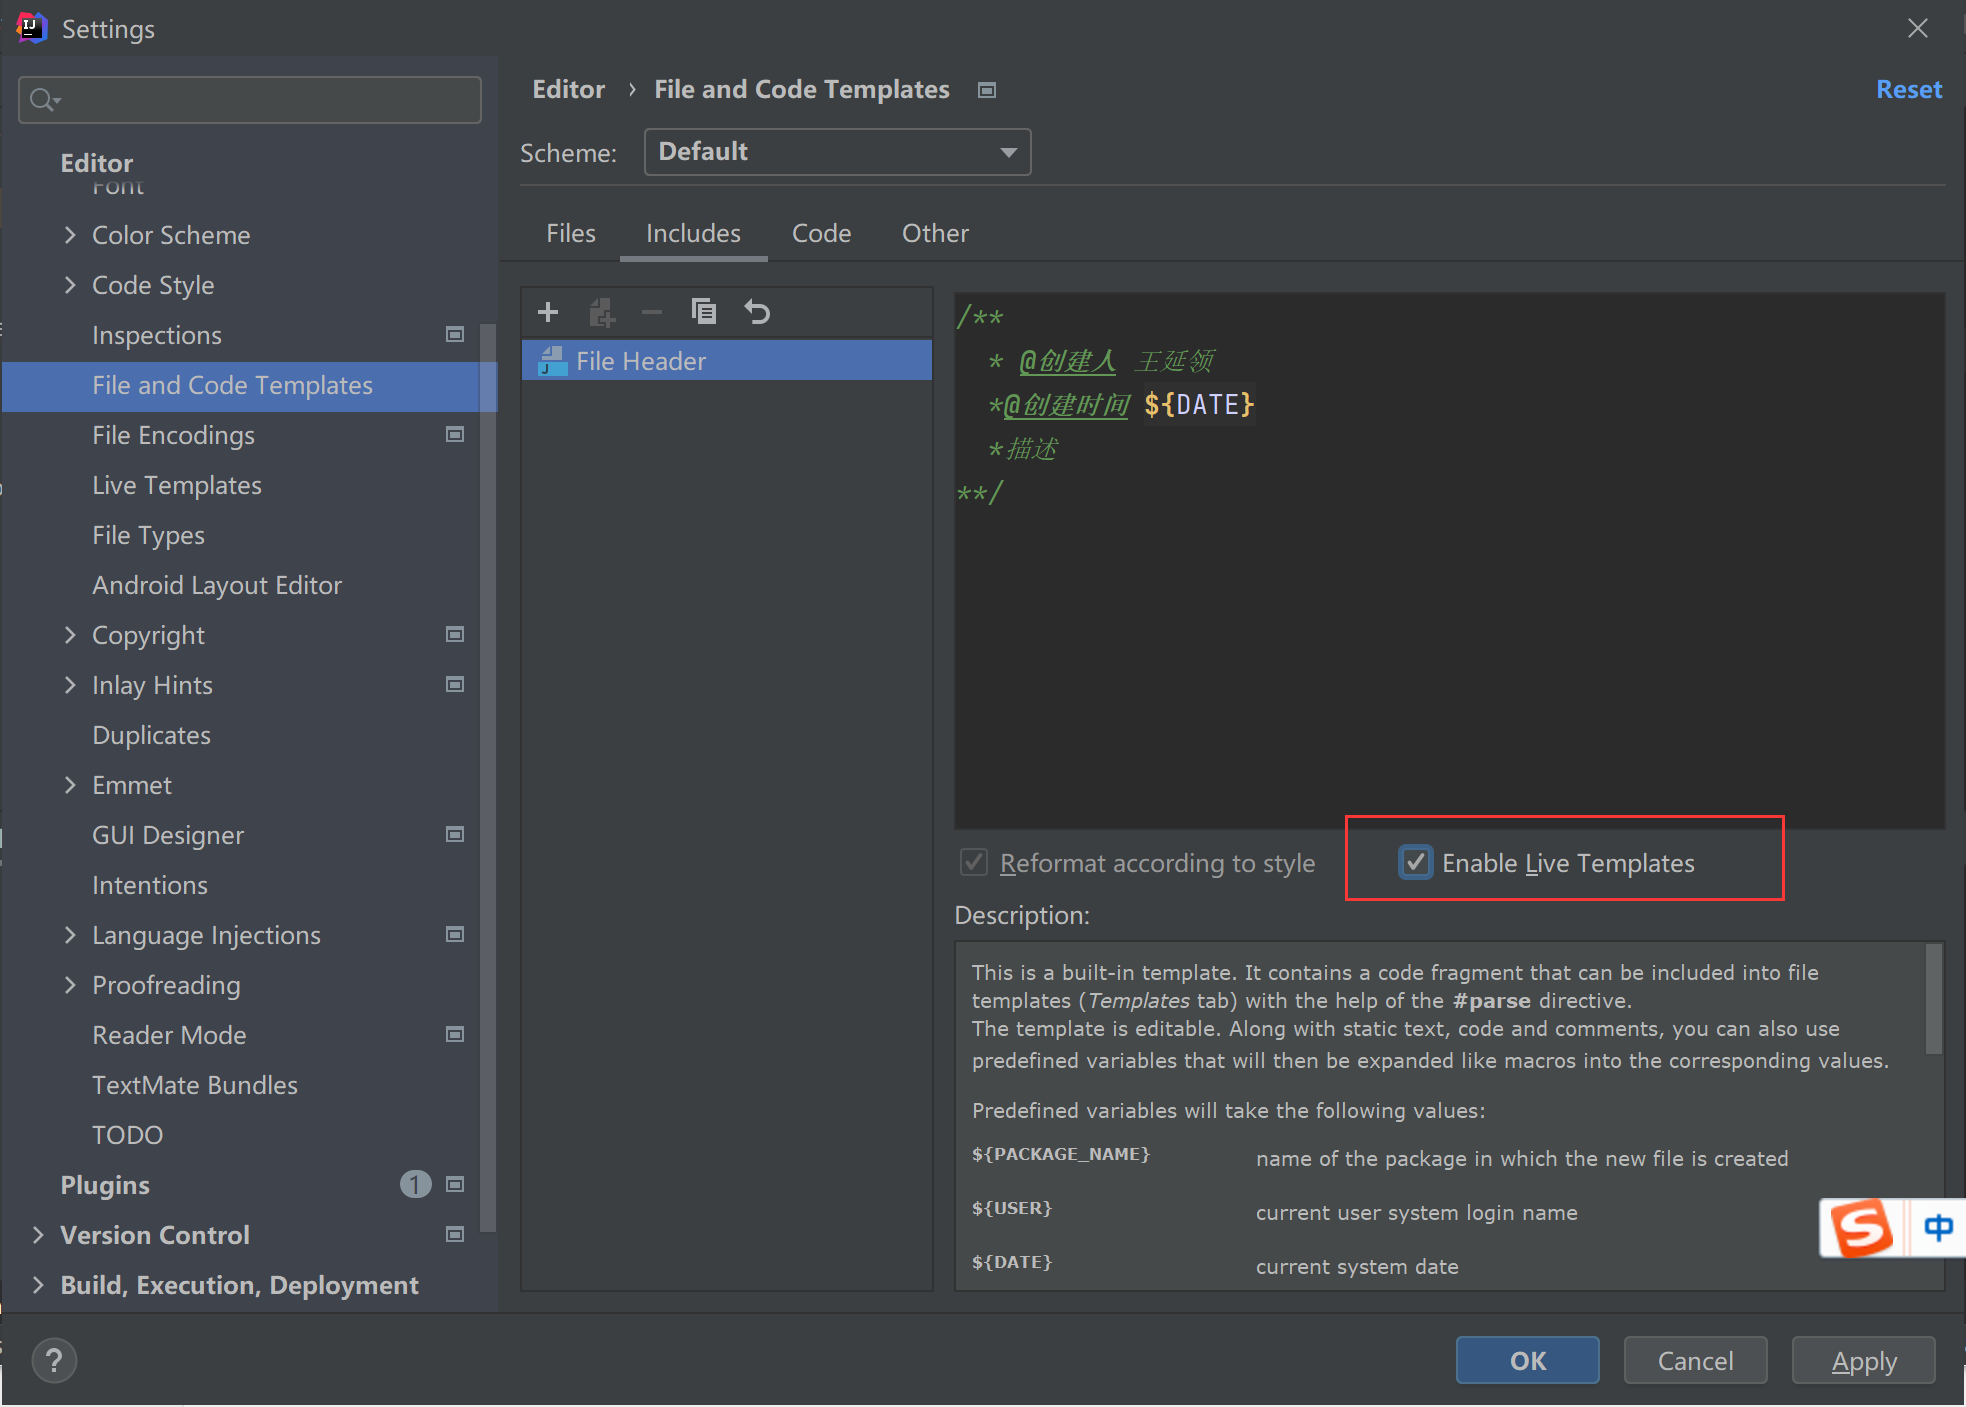 Settings
Editor
Font
Color Scheme
Code Style
Inspections
File and Code Templates
File Encodings
Live Templates
File Types
Android Layout Editor
Copyright
Inlay Hints
Duplicates
Emmet
GUI Designer
Intentions
Language Injections
Proofreading
Reader Mode
TextMate Bundles
TODO
Plugins 1
Version Control
Build, Execution, Deployment
Editor › File and Code Templates
Reset
Scheme: Default
Files Includes Code Other
File Header
/**
* @创建人 王延领
*@创建时间 ${DATE}
*描述
**/
Reformat according to style
Enable Live Templates
Description:
This is a built-in template. It contains a code fragment that can be included into file
templates (Templates tab) with the help of the #parse directive.
The template is editable. Along with static text, code and comments, you can also use
predefined variables that will then be expanded like macros into the corresponding values.
Predefined variables will take the following values:
${PACKAGE_NAME} name of the package in which the new file is created
${USER} current user system login name
${DATE} current system date
中
?
OK Cancel Apply